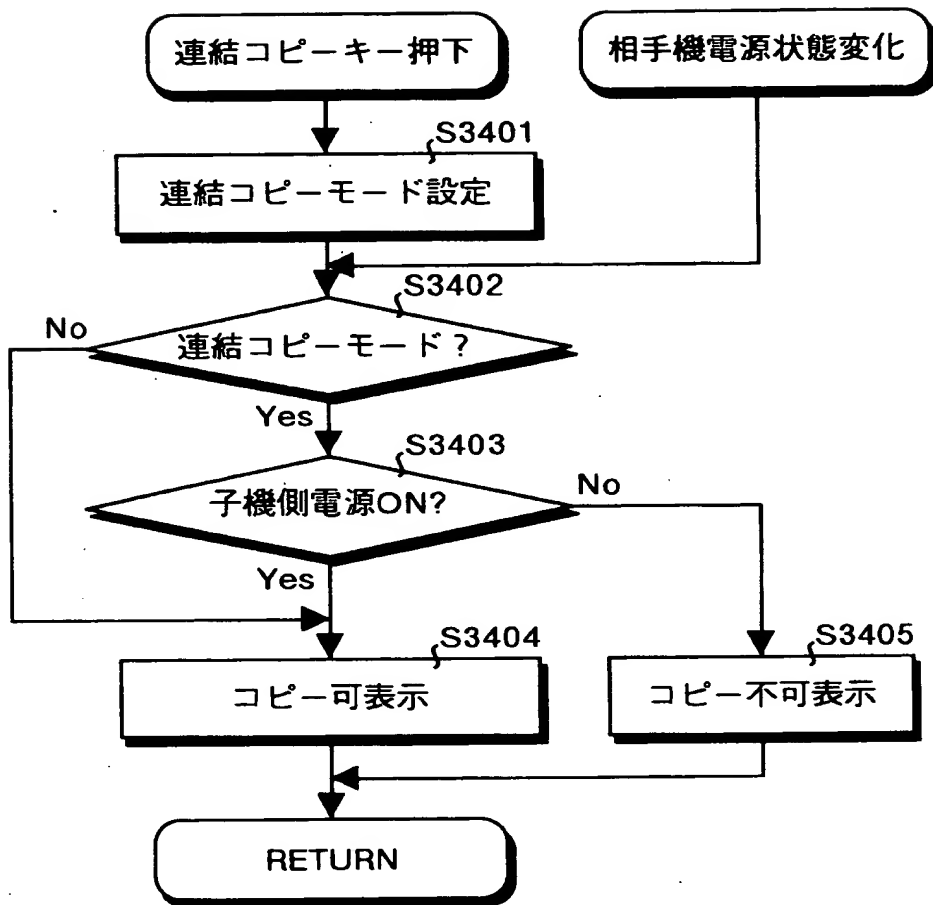 連結コピーキー押下
相手機電源状態変化
S3401
連結コピーモード設定
S3402
No
連結コピーモード?
Yes
S3403
子機側電源ON?
No
Yes
S3404
S3405
コピー可表示
コピー不可表示
RETURN